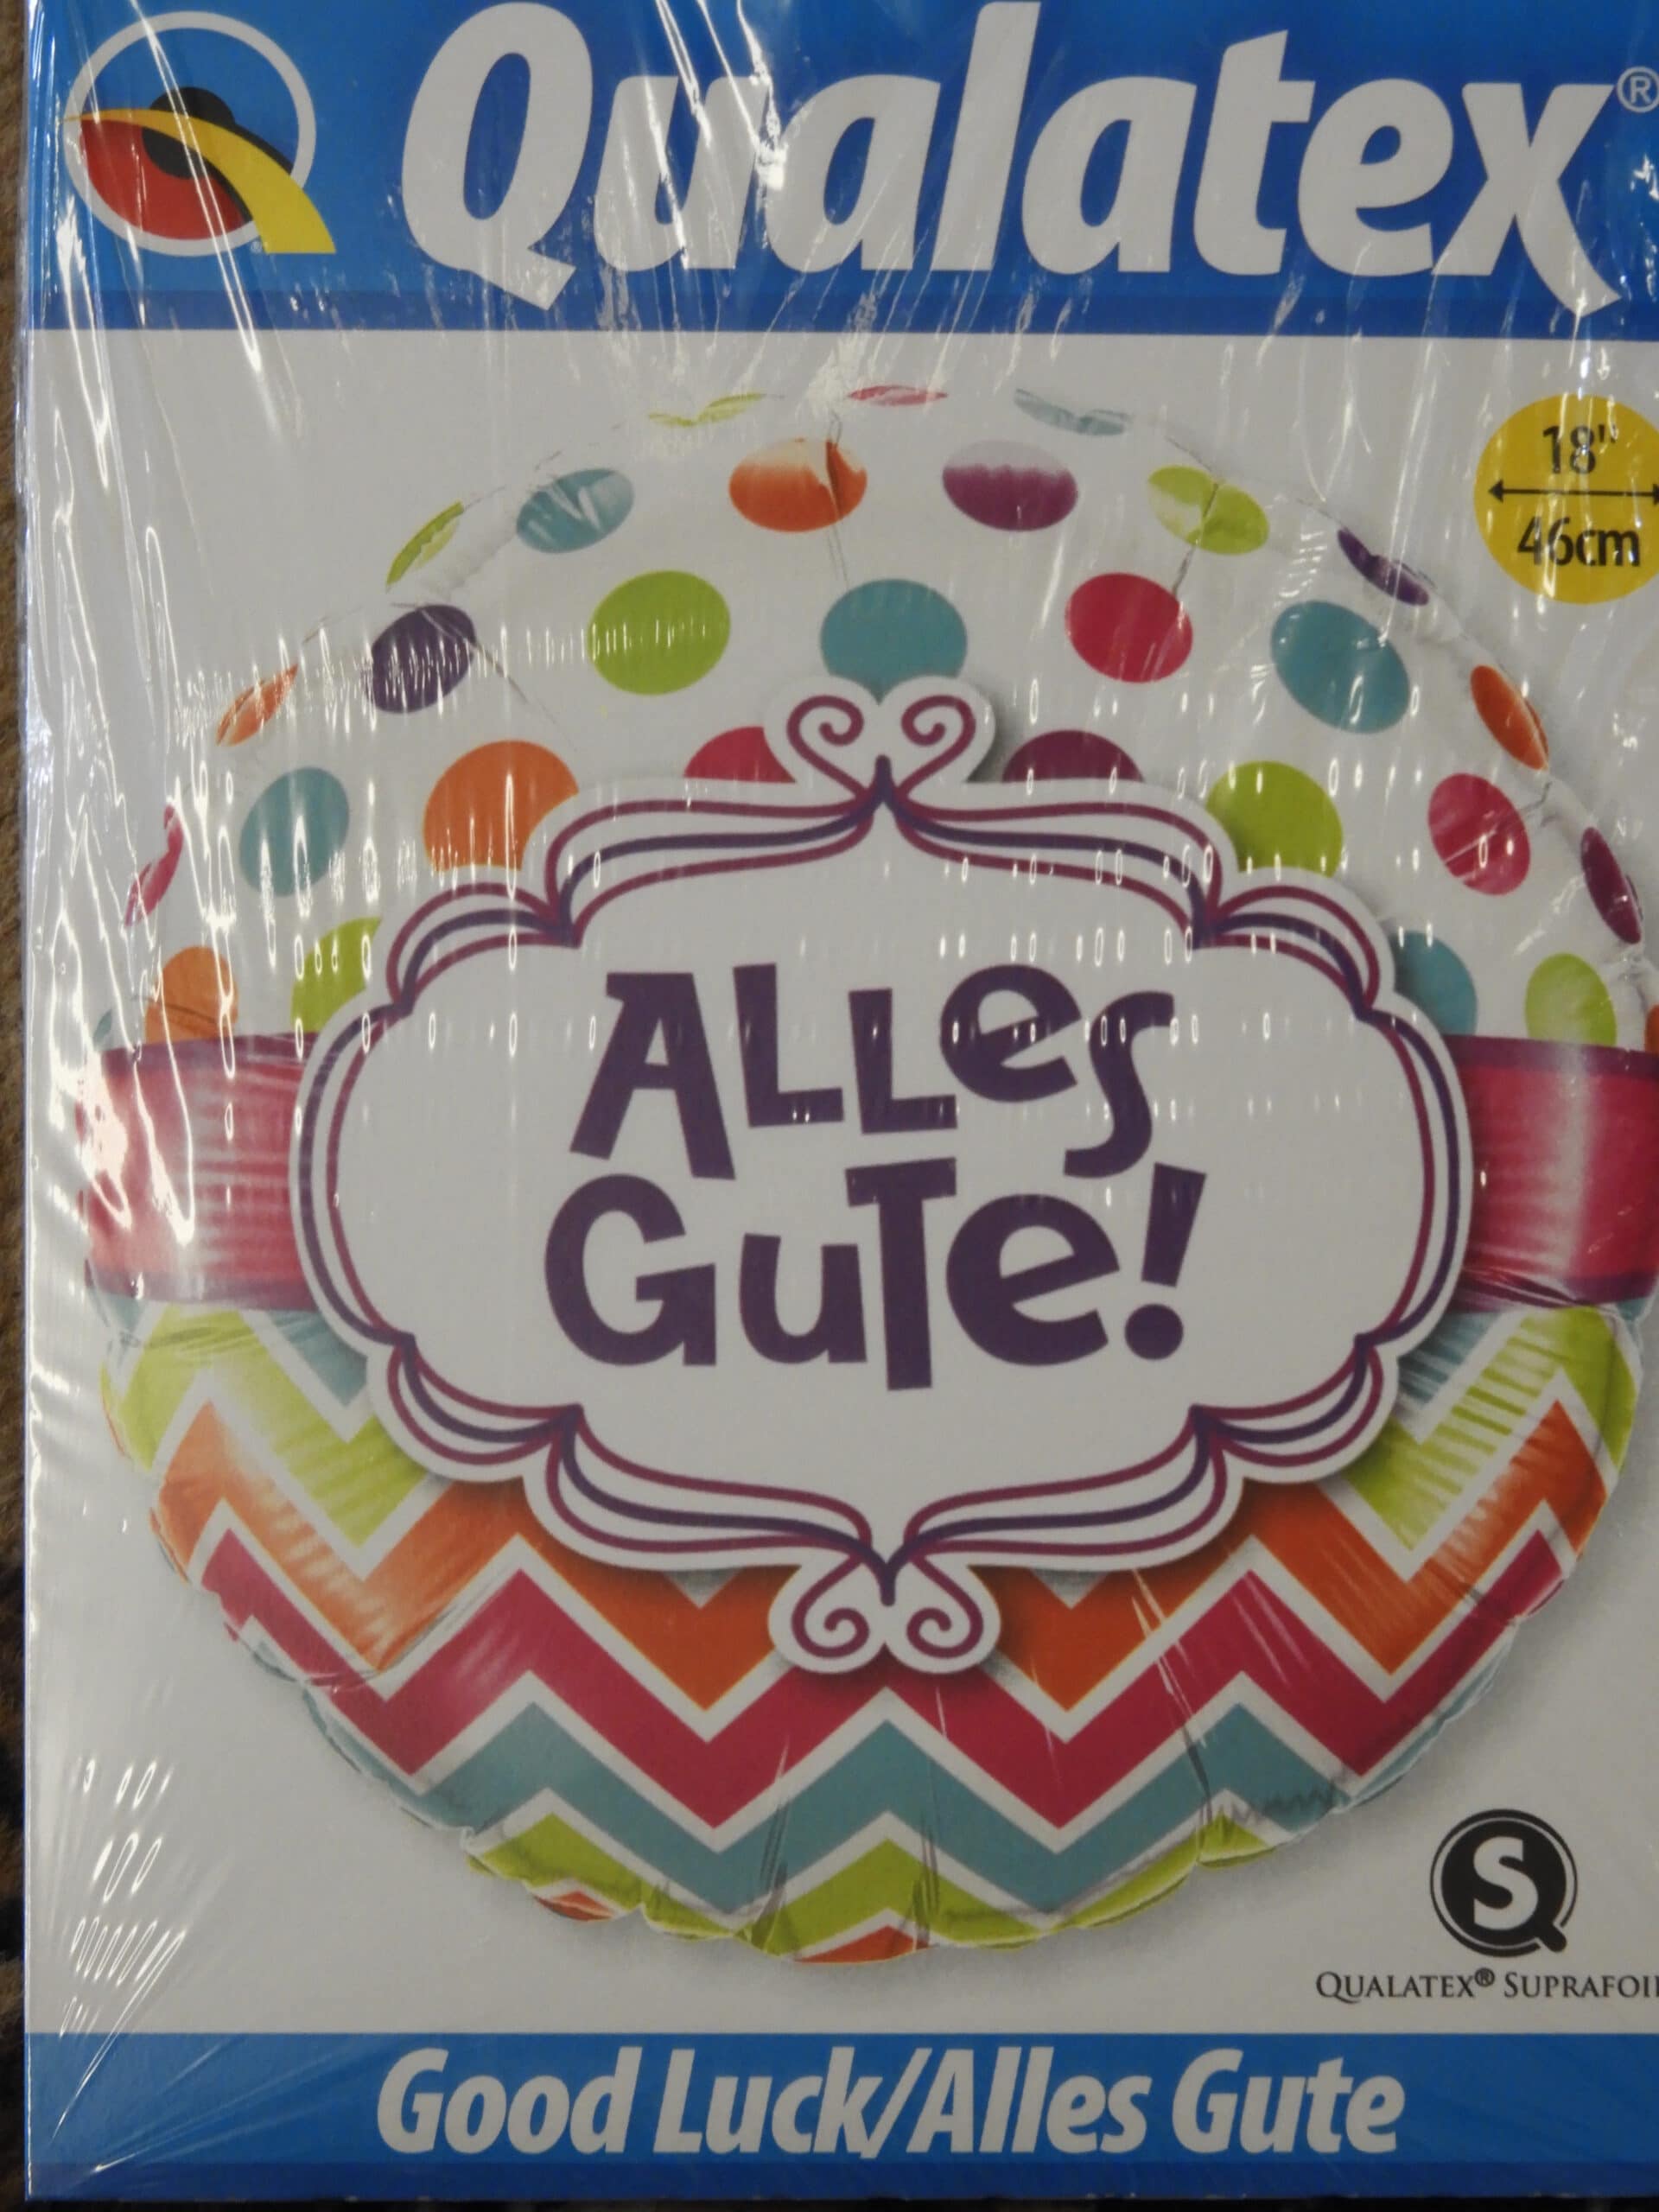 Qualatex®
18"
46cm
ALLes
GuTe!
S
QUALATEX® SUPRAFOIL
Good Luck/Alles Gute